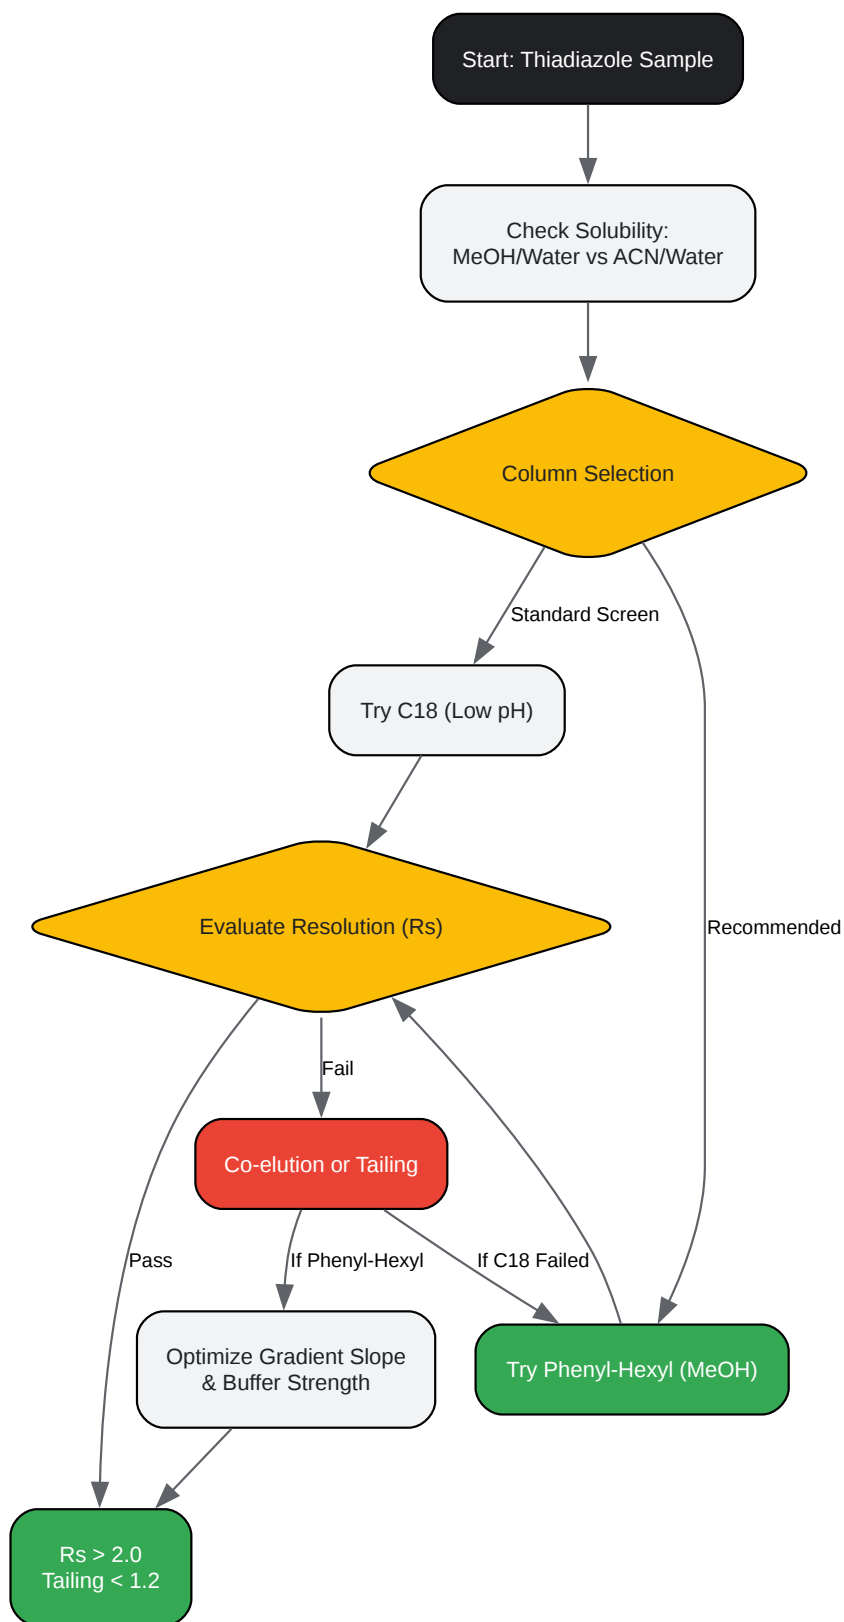 Start: Thiadiazole Sample
Check Solubility:
MeOH/Water vs ACN/Water
Column Selection
Standard Screen
Try C18 (Low pH)
Evaluate Resolution (Rs)
Recommended
Fail
Co-elution or Tailing
Pass
If Phenyl-Hexyl
If C18 Failed
Optimize Gradient Slope
& Buffer Strength
Try Phenyl-Hexyl (MeOH)
Rs > 2.0
Tailing < 1.2